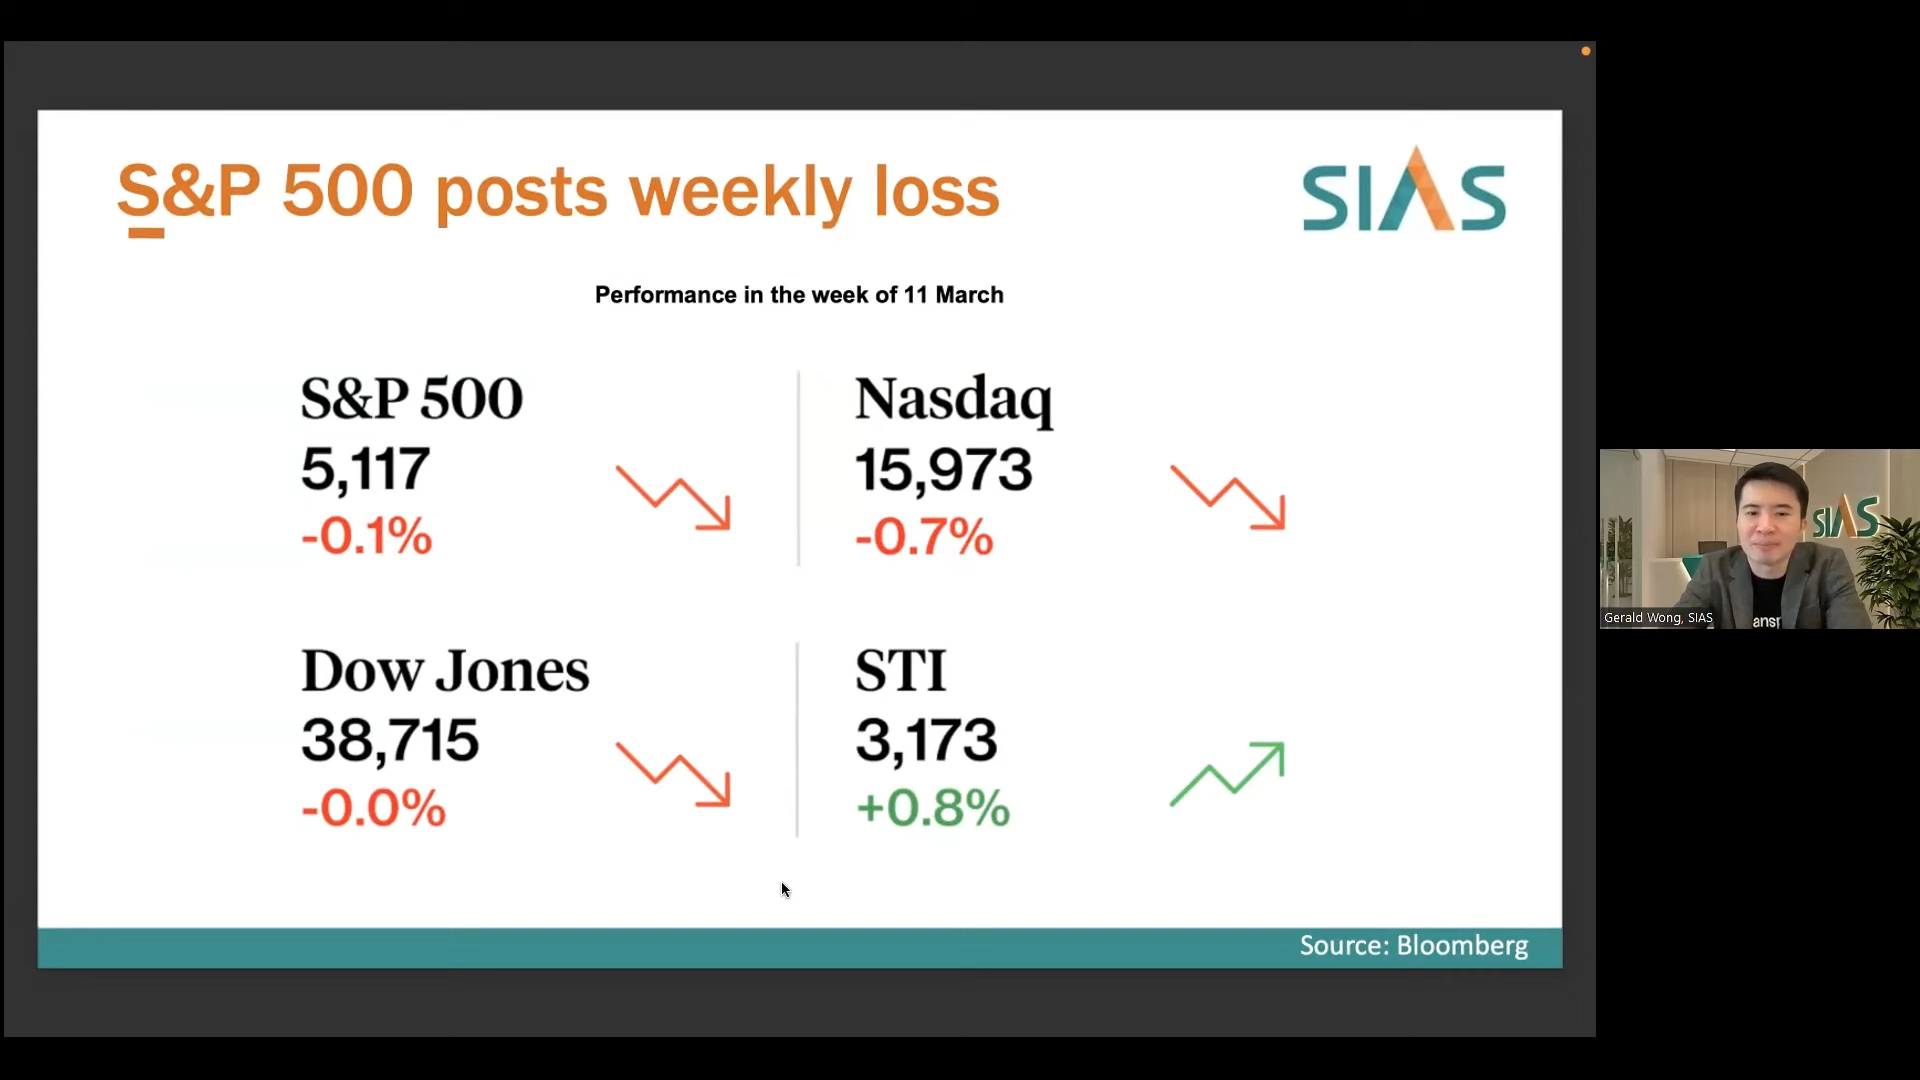 S&P 500 posts weekly loss
SIAS
Performance in the week of 11 March
S&P 500
5,117
-0.1%
Nasdaq
15,973
-0.7%
Dow Jones
38,715
-0.0%
STI
3,173
+0.8%
Source: Bloomberg
SIAS
ansp
Gerald Wong, SIAS